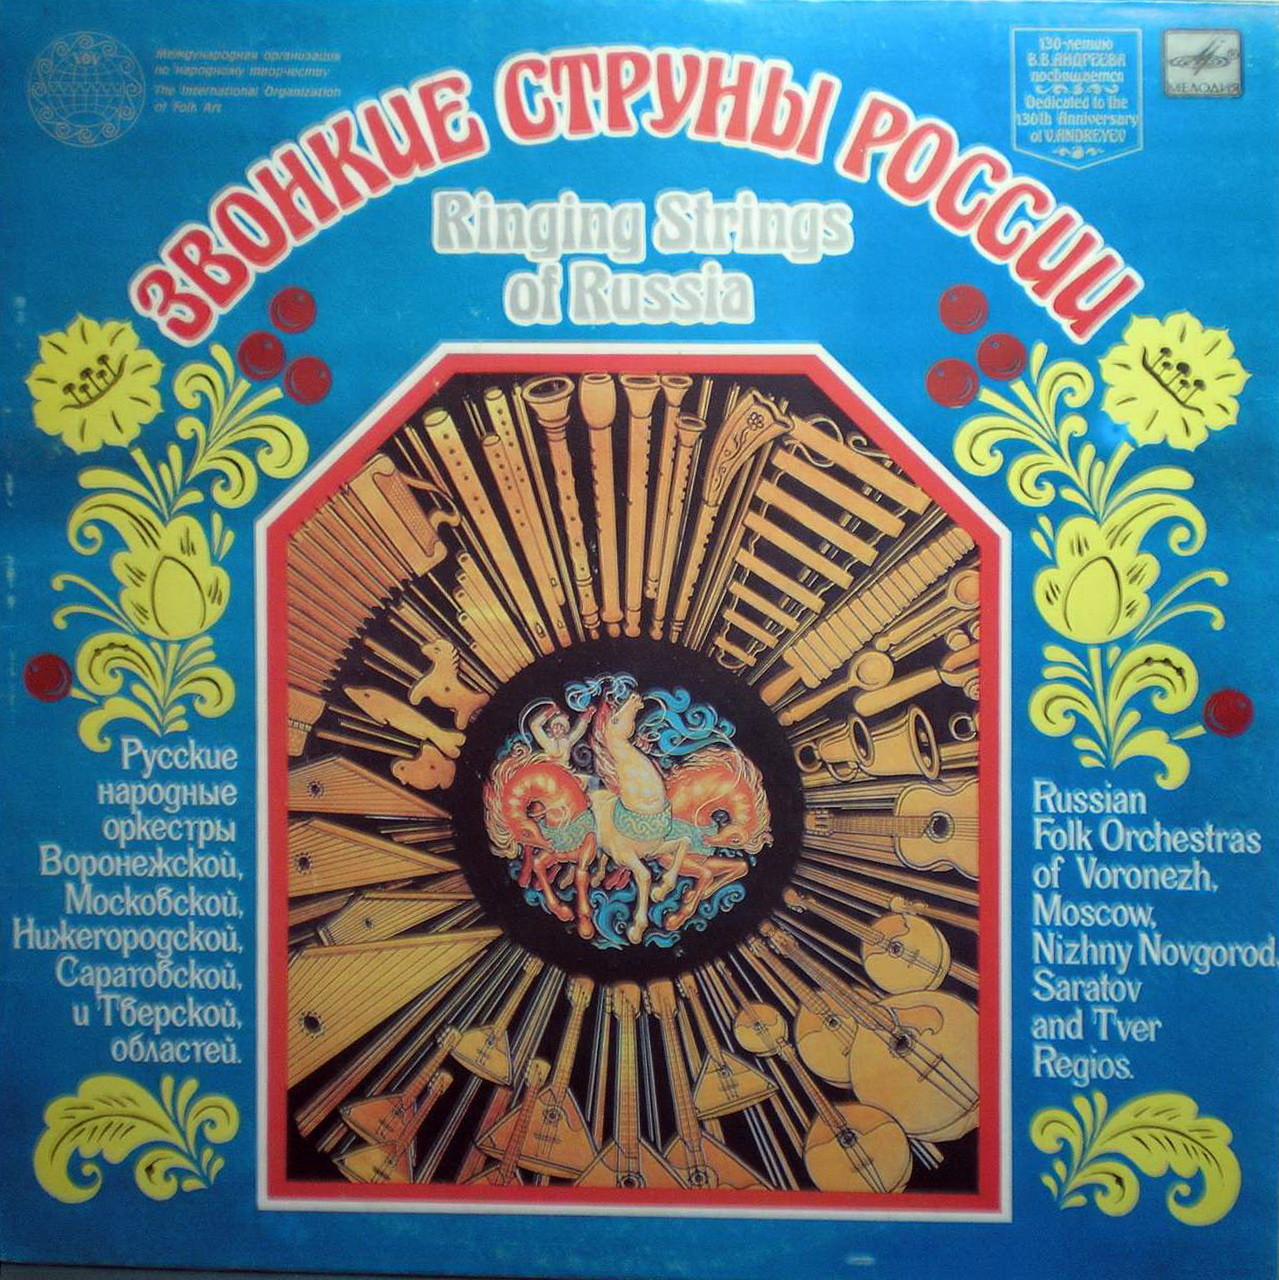 IOV
Международная организация
по народному творчеству
The International Organization
of Folk Art
130-летию
В.В.АНДРЕЕВА
посвящается
Dedicated to the
130th Anniversary
of V.ANDREYEV
МЕЛОДИЯ
ЗВОНКИЕ СТРУНЫ РОССИИ
Ringing Strings
of Russia
Русские
народные
оркестры
Воронежской,
Московской,
Нижегородской,
Саратовской,
и Тверской,
областей.
Russian
Folk Orchestras
of Voronezh,
Moscow,
Nizhny Novgorod,
Saratov
and Tver
Regios.